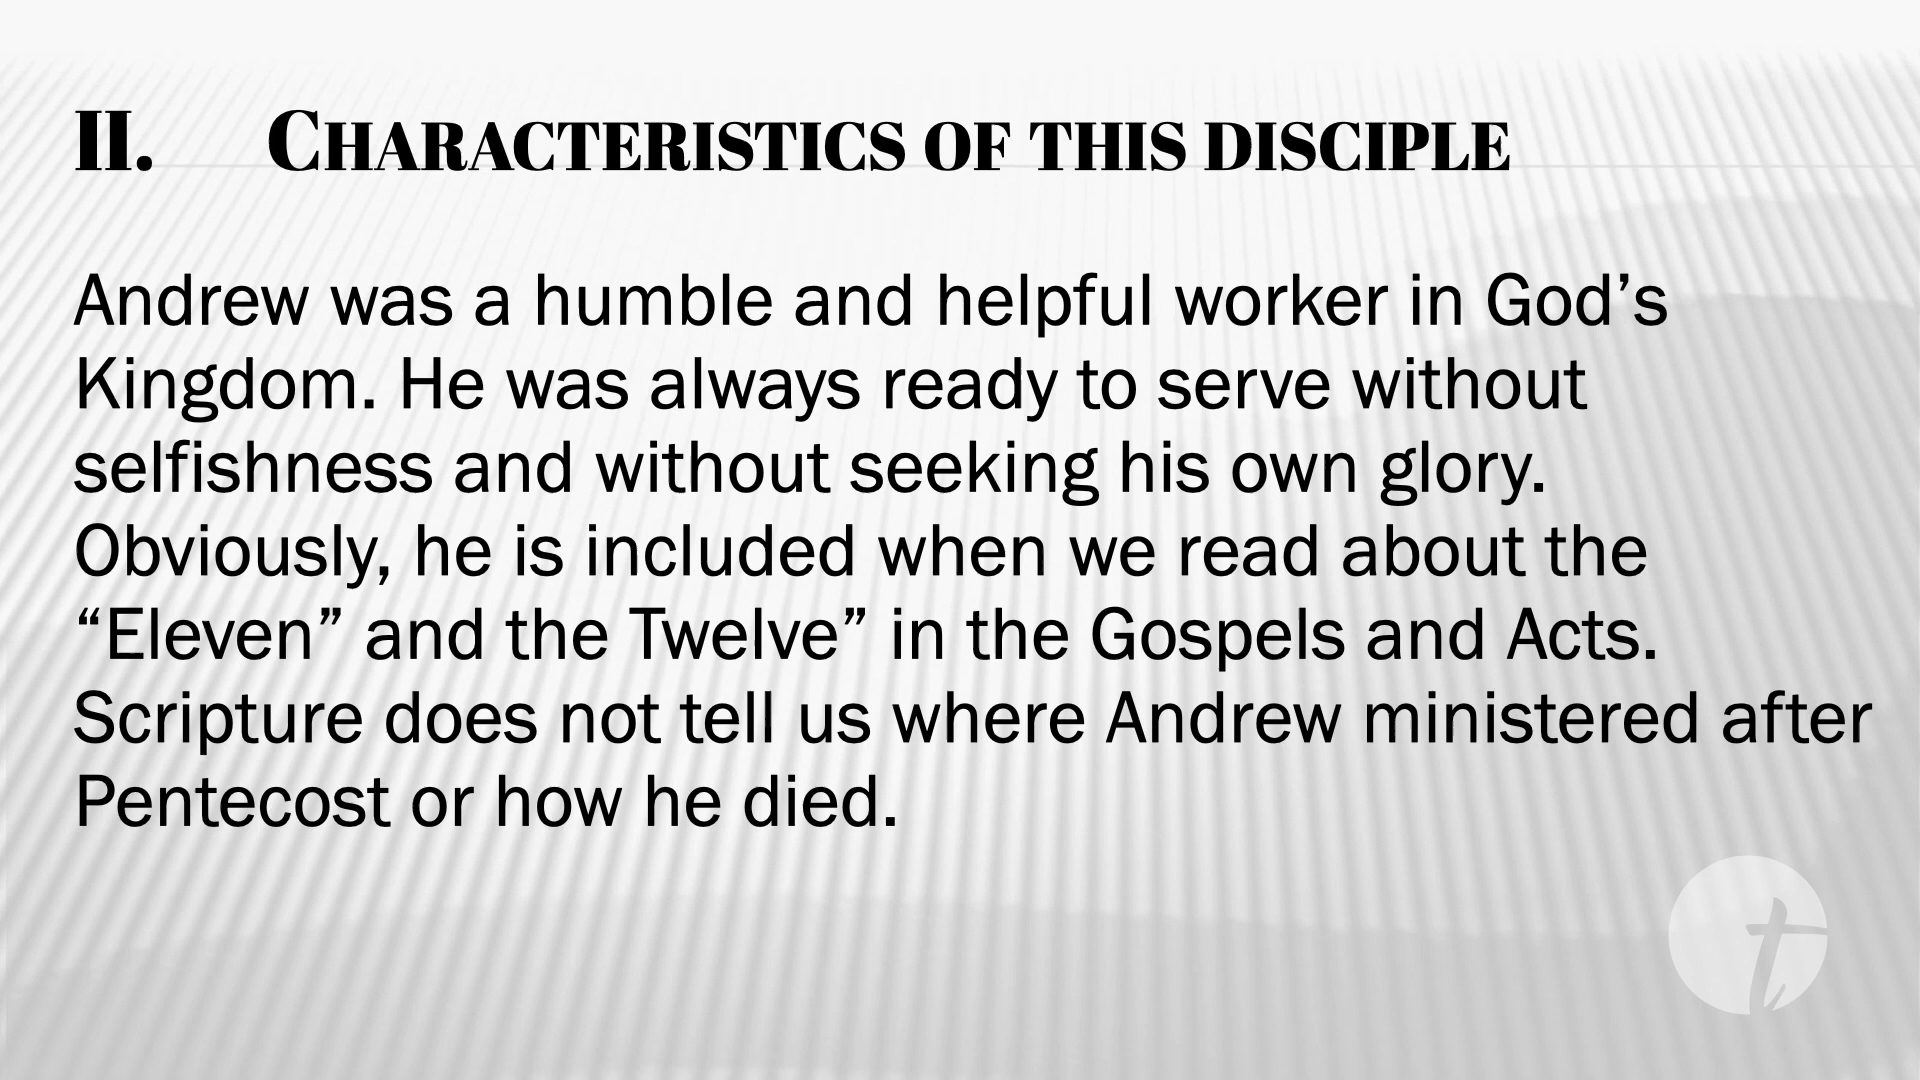 II. CHARACTERISTICS OF THIS DISCIPLE
Andrew was a humble and helpful worker in God’s
Kingdom. He was always ready to serve without
selfishness and without seeking his own glory.
Obviously, he is included when we read about the
“Eleven” and the Twelve” in the Gospels and Acts.
Scripture does not tell us where Andrew ministered after
Pentecost or how he died.